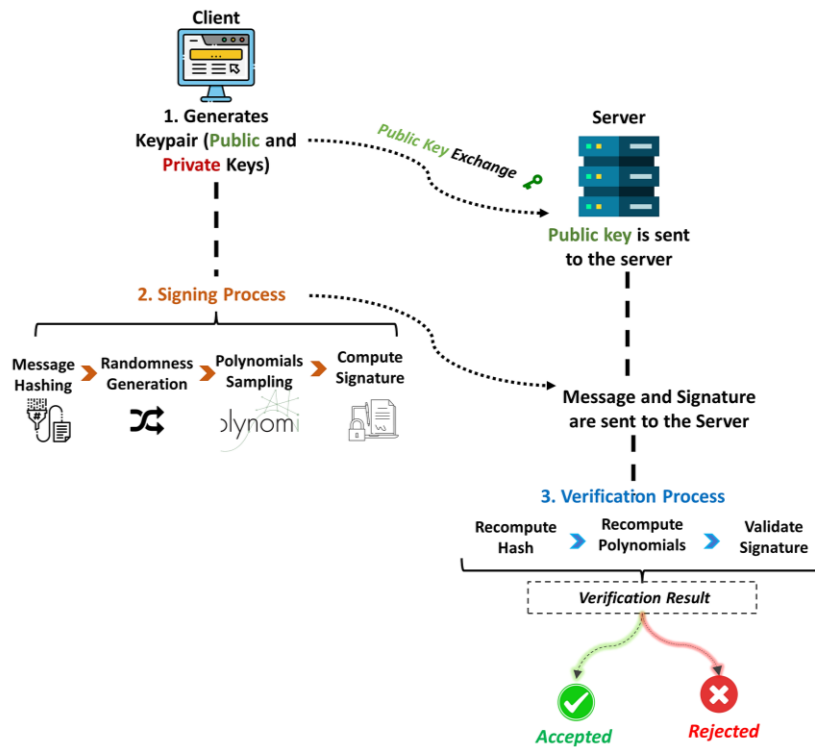 Client
1. Generates
Keypair (Public and
Private Keys)
Public Key Exchange
Server
Public key is sent
to the server
2. Signing Process
Message
Hashing
Randomness
Generation
Polynomials
Sampling
Compute
Signature
#
olynomi
Message and Signature
are sent to the Server
3. Verification Process
Recompute
Hash
Recompute
Polynomials
Validate
Signature
Verification Result
Accepted
Rejected